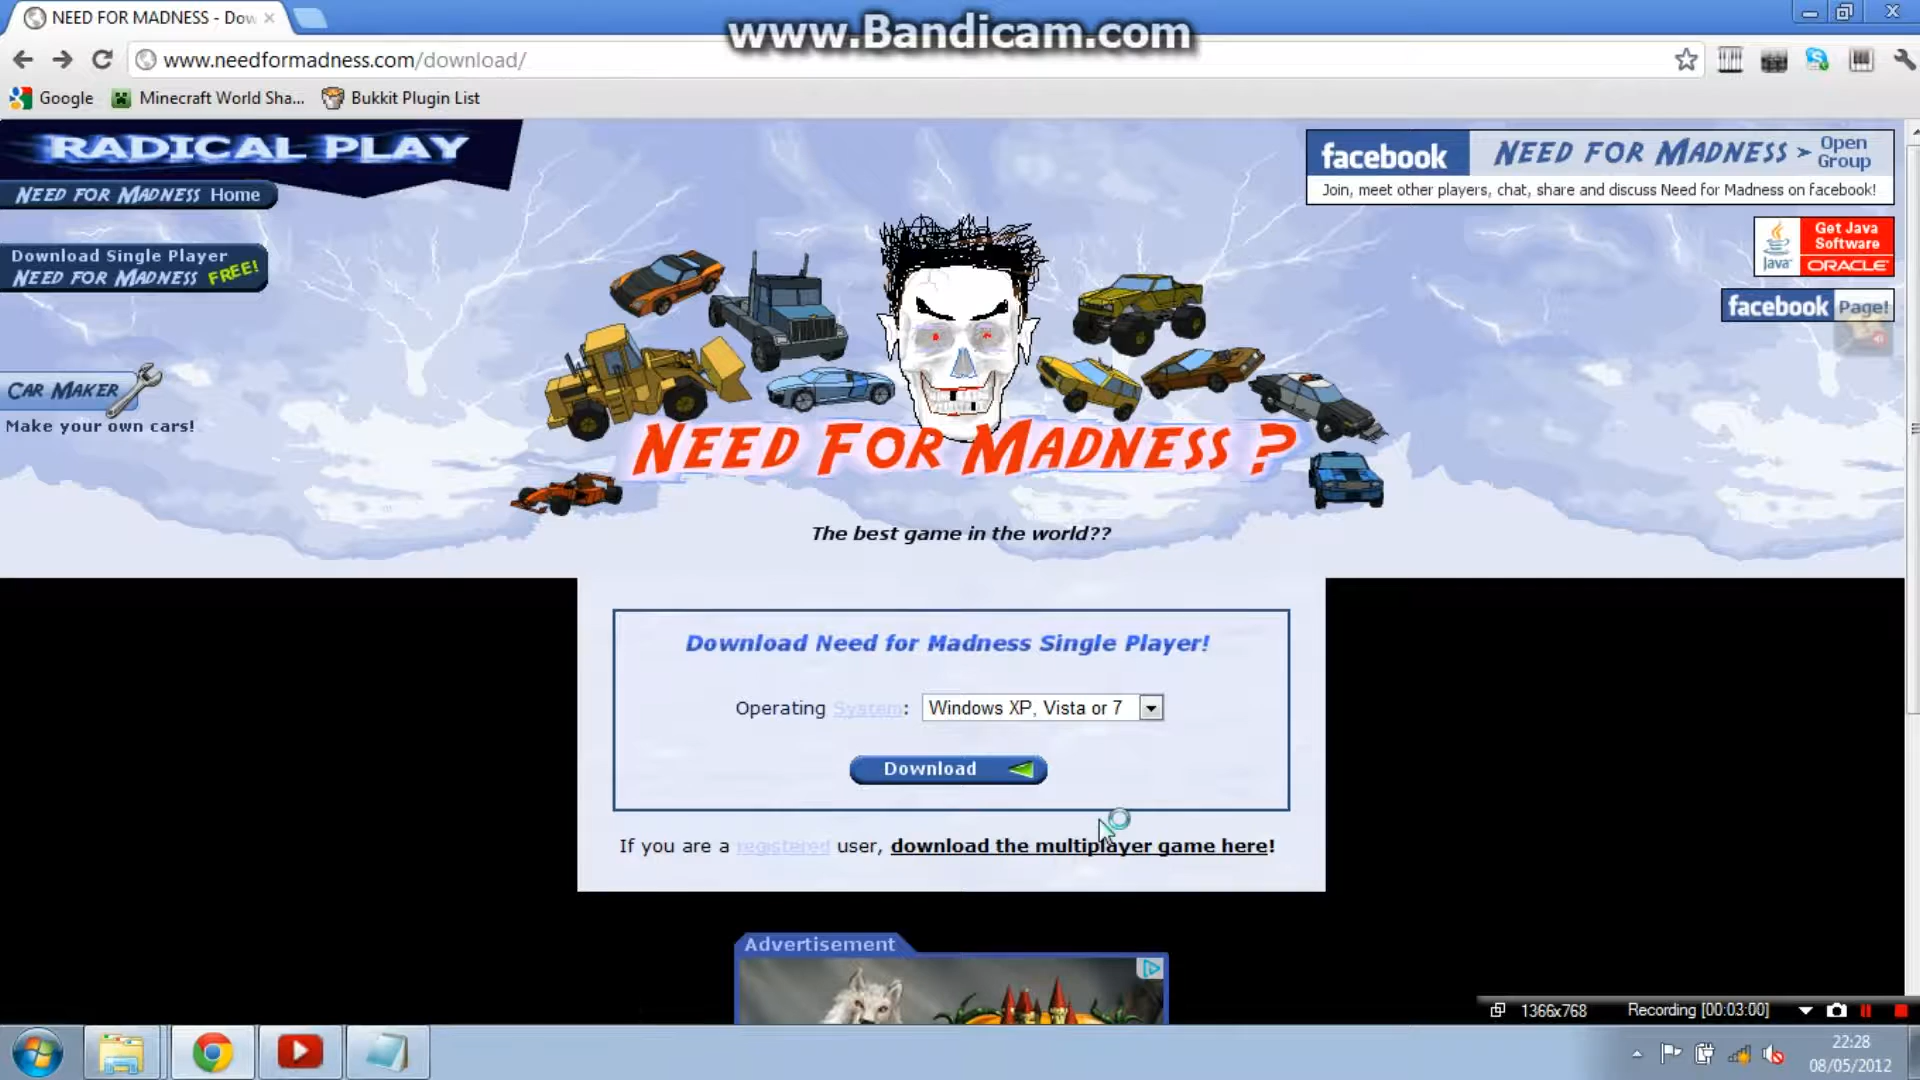 NEED FOR MADNESS - Dow
www.Bandicam.com
www.needformadness.com/download/
Google
Minecraft World Sha...
Bukkit Plugin List
RADICAL PLAY
NEED FOR MADNESS Home
Download Single Player
NEED FOR MADNESS FREE!
CAR MAKER
Make your own cars!
facebook
NEED FOR MADNESS > Open Group
Join, meet other players, chat, share and discuss Need for Madness on facebook!
Java
Get Java
Software
ORACLE
facebook Page!
NEED FOR MADNESS ?
The best game in the world??
Download Need for Madness Single Player!
Operating System: Windows XP, Vista or 7
Download
If you are a registered user, download the multiplayer game here!
Advertisement
1366x768 Recording [00:03:00]
22:28
08/05/2012